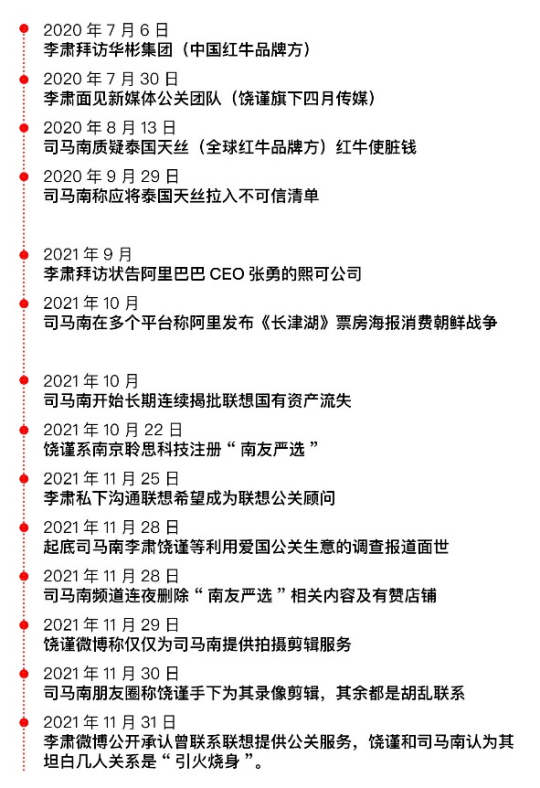 2020 年 7 月 6 日
李肃拜访华彬集团（中国红牛品牌方）
2020 年 7 月 30 日
李肃面见新媒体公关团队（饶谨旗下四月传媒）
2020 年 8 月 13 日
司马南质疑泰国天丝（全球红牛品牌方）红牛使脏钱
2020 年 9 月 29 日
司马南称应将泰国天丝拉入不可信清单
2021 年 9 月
李肃拜访状告阿里巴巴 CEO 张勇的熙可公司
2021 年 10 月
司马南在多个平台称阿里发布《长津湖》票房海报消费朝鲜战争
2021 年 10 月
司马南开始长期连续揭批联想国有资产流失
2021 年 10 月 22 日
饶谨系南京聆思科技注册“ 南友严选 ”
2021 年 11 月 25 日
李肃私下沟通联想希望成为联想公关顾问
2021 年 11 月 28 日
起底司马南李肃饶谨等利用爱国公关生意的调查报道面世
2021 年 11 月 28 日
司马南频道连夜删除“ 南友严选 ”相关内容及有赞店铺
2021 年 11 月 29 日
饶谨微博称仅仅为司马南提供拍摄剪辑服务
2021 年 11 月 30 日
司马南朋友圈称饶谨手下为其录像剪辑，其余都是胡乱联系
2021 年 11 月 31 日
李肃微博公开承认曾联系联想提供公关服务，饶谨和司马南认为其
坦白几人关系是“ 引火烧身 ”。